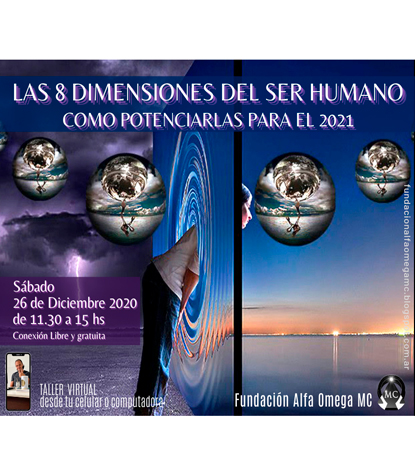 LAS 8 DIMENSIONES DEL SER HUMANO
COMO POTENCIARLAS PARA EL 2021
fundacionalfaomegamc.blogspot.com.ar
Sábado
26 de Diciembre 2020
de 11.30 a 15 hs
Conexión Libre y gratuita
TALLER VIRTUAL
desde tu celular o computadora
Fundación Alfa Omega MC
MC